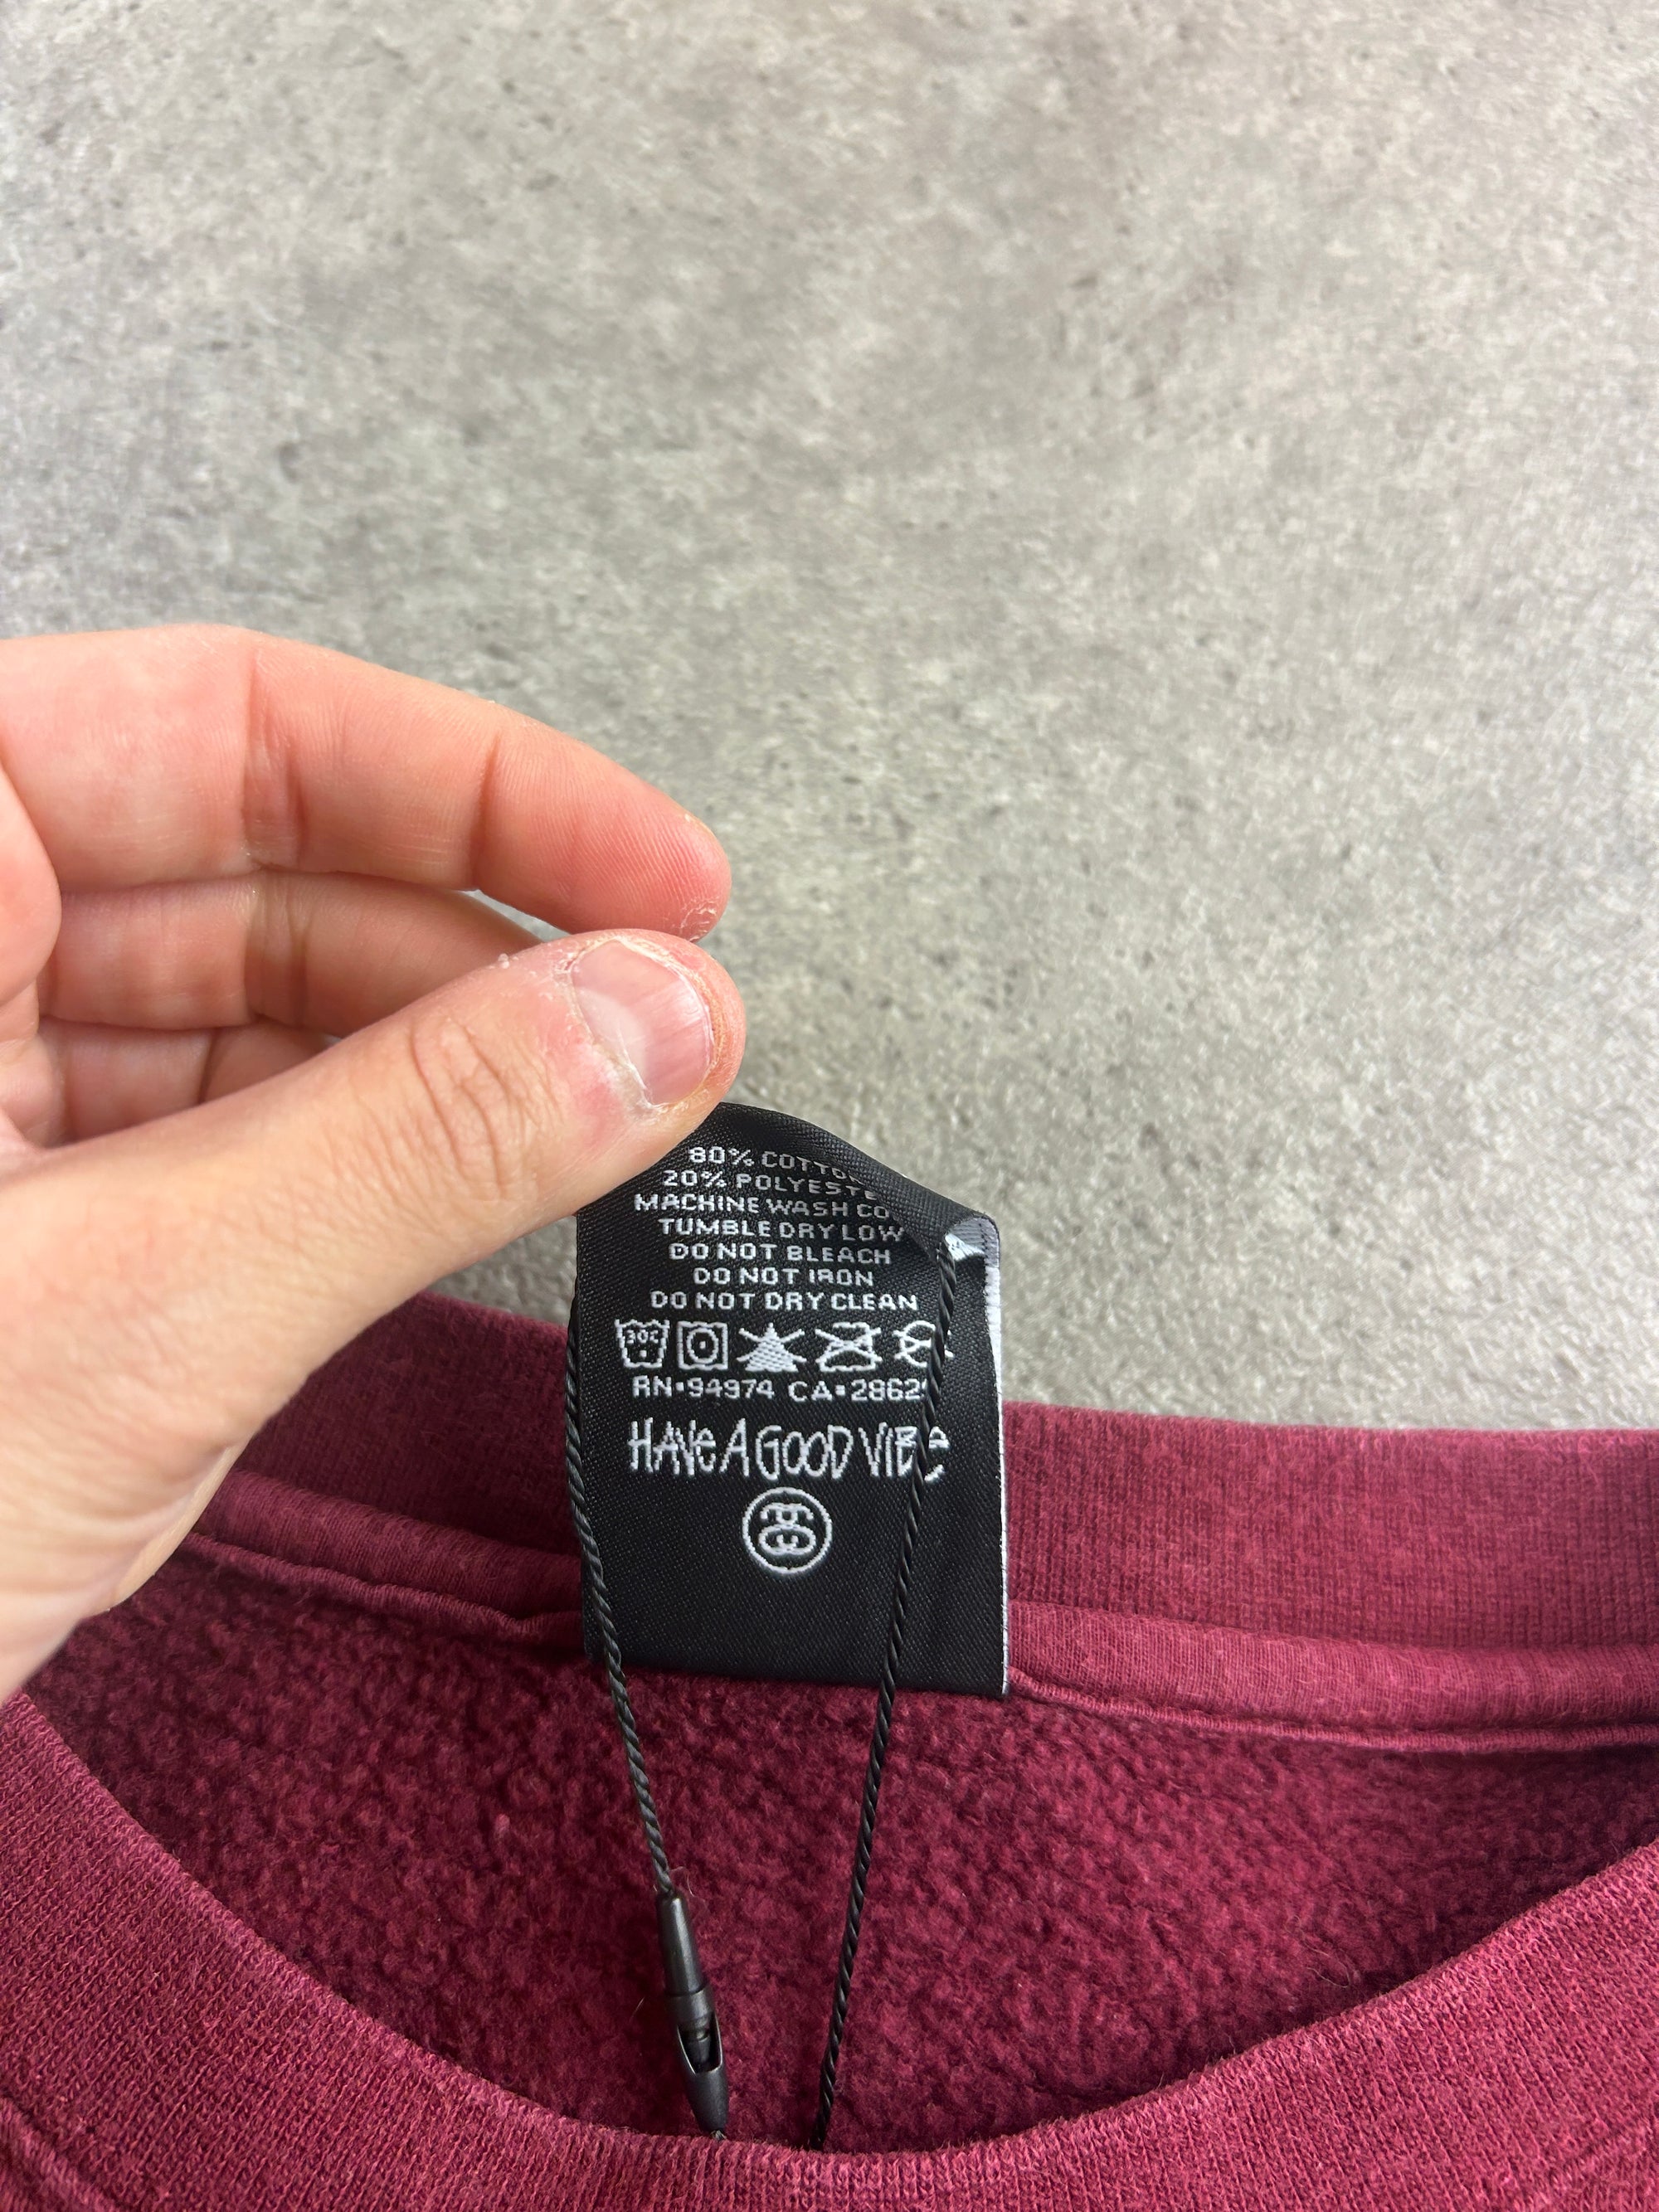 80% COTTO
20% POLYESTE
MACHINE WASH CO
TUMBLE DRY LOW
DO NOT BLEACH
DO NOT IRON
DO NOT DRY CLEAN
30C
RN•94974 CA•2862
HAVE A GOOD VIBE